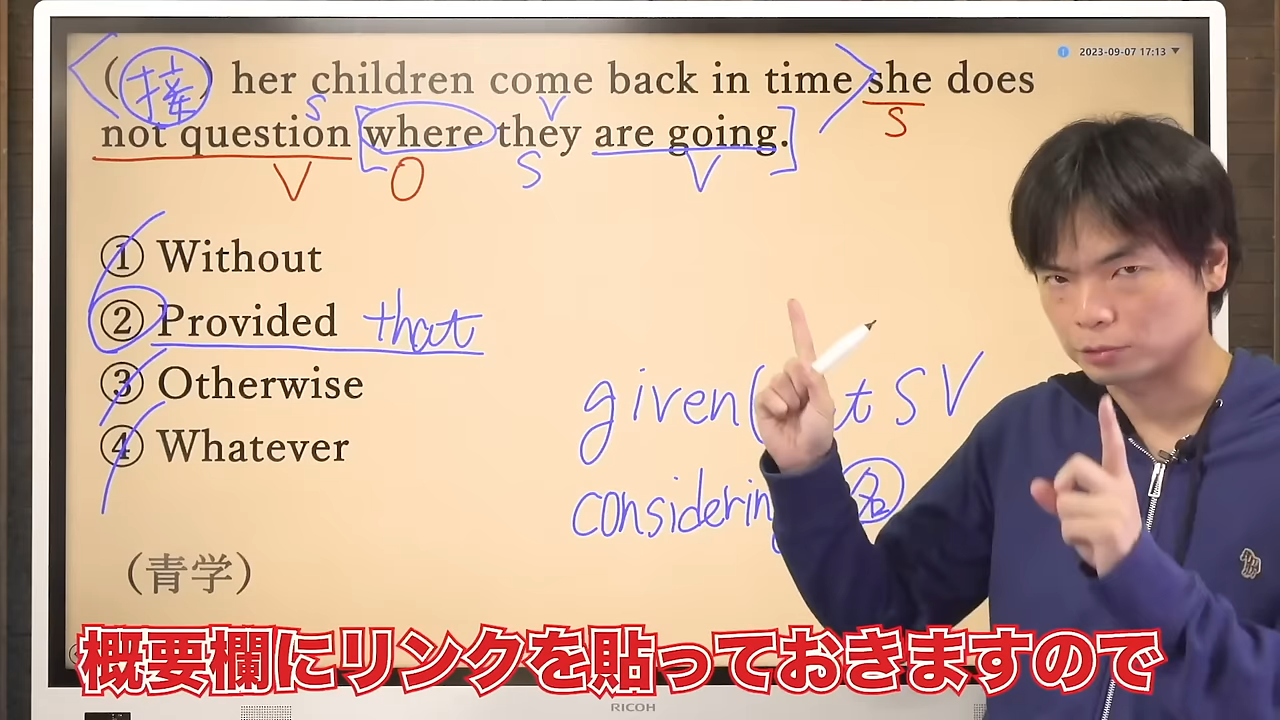 2023-09-07 17:13
(接) her children come back in time she does
not question where they are going.
S V S
V O S V
① Without
② Provided that
③ Otherwise
④ Whatever
given( t S V
considering 名
(青学)
概要欄にリンクを貼っておきますので
RICOH